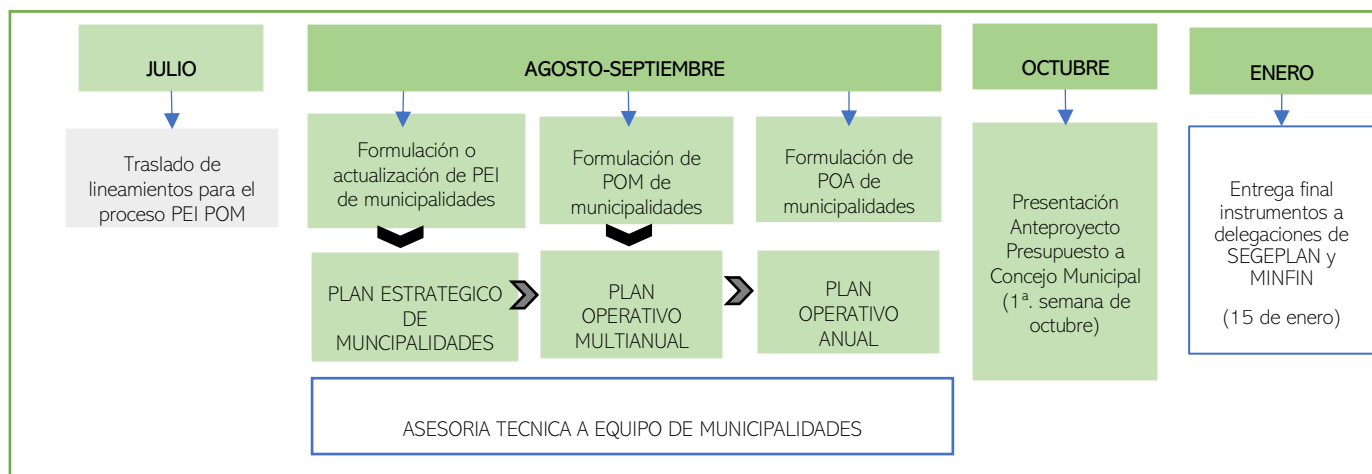 JULIO
Traslado de
lineamientos para el
proceso PEI POM
AGOSTO-SEPTIEMBRE
Formulación o
actualización de PEI
de municipalidades
Formulación de
POM de
municipalidades
Formulación de
POA de
municipalidades
PLAN ESTRATEGICO
DE
MUNCIPALIDADES
PLAN
OPERATIVO
MULTIANUAL
PLAN
OPERATIVO
ANUAL
ASESORIA TECNICA A EQUIPO DE MUNICIPALIDADES
OCTUBRE
Presentación
Anteproyecto
Presupuesto a
Concejo Municipal
(1ª. semana de
octubre)
ENERO
Entrega final
instrumentos a
delegaciones de
SEGEPLAN y
MINFIN
(15 de enero)